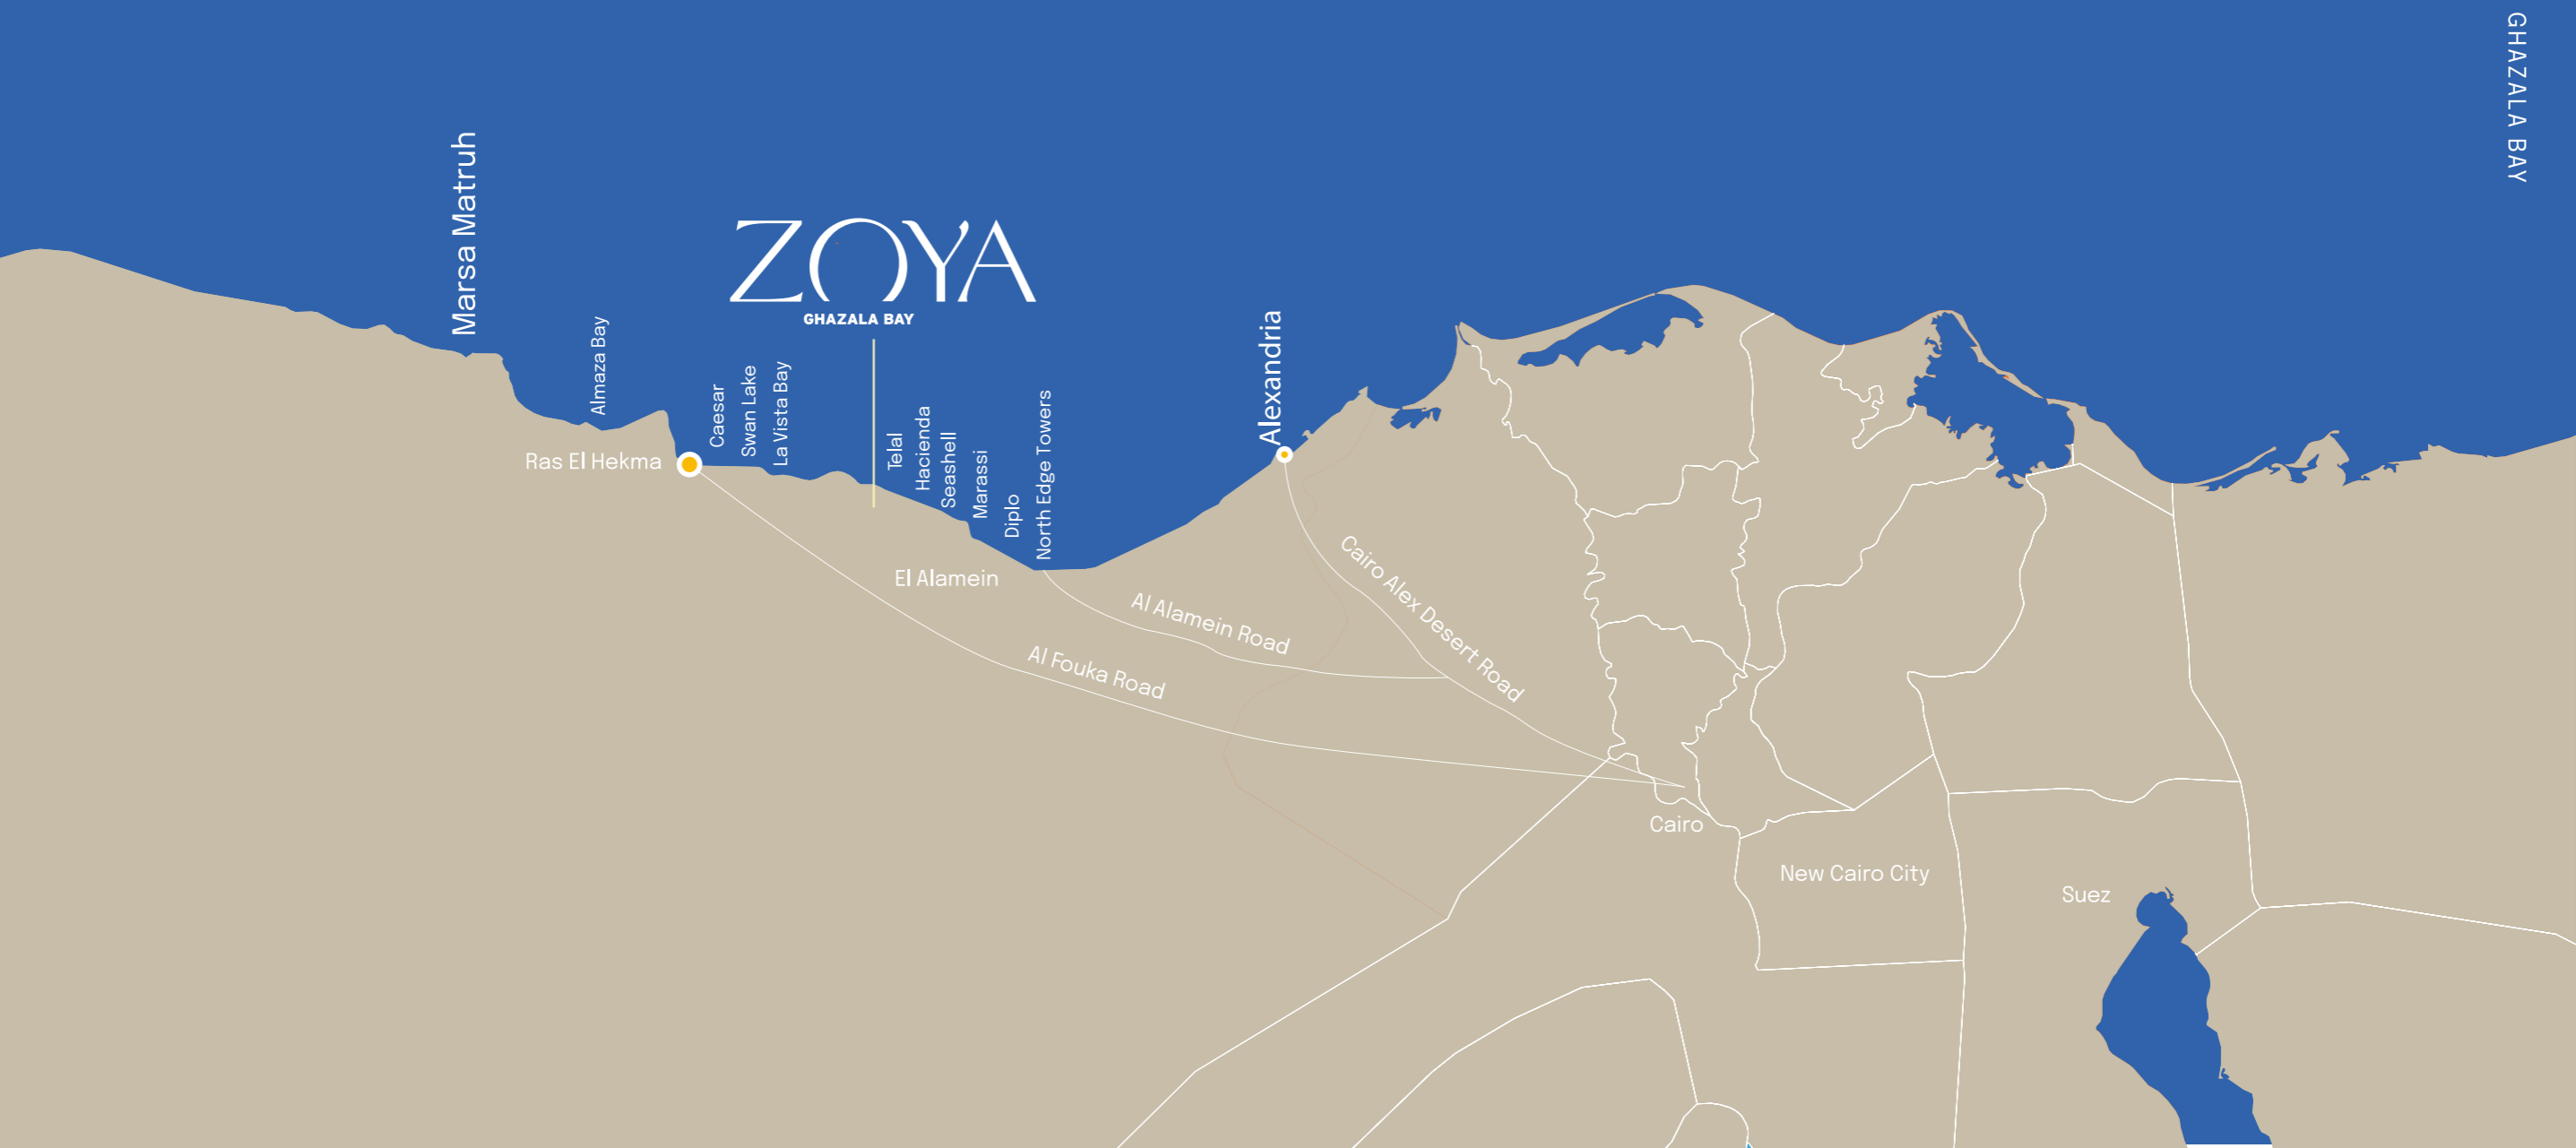 GHAZALA BAY
Marsa Matruh
ZOYA
GHAZALA BAY
Almaza Bay
Ras El Hekma
Caesar
Swan Lake
La Vista Bay
Telal
Hacienda
Seashell
Marassi
Diplo
North Edge Towers
Alexandria
El Alamein
Al Alamein Road
Al Fouka Road
Cairo Alex Desert Road
Cairo
New Cairo City
Suez